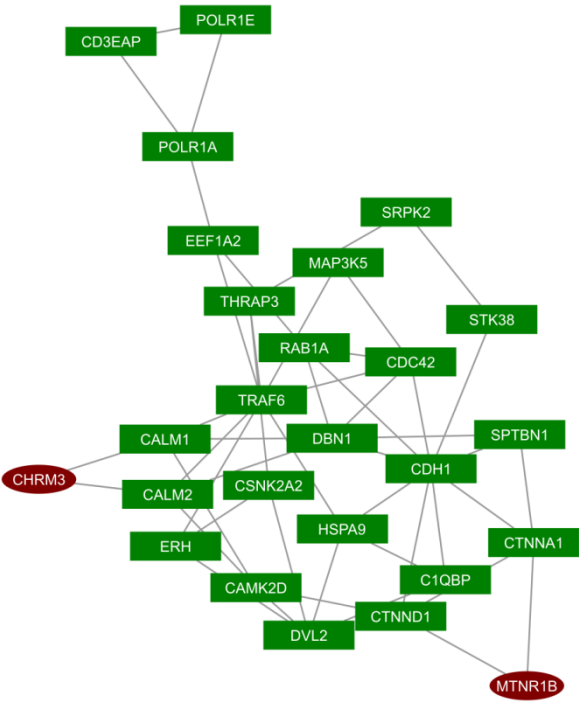 POLR1E
CD3EAP
POLR1A
SRPK2
EEF1A2
MAP3K5
THRAP3
STK38
RAB1A
CDC42
TRAF6
CALM1
DBN1
SPTBN1
CDH1
CHRM3
CALM2
CSNK2A2
HSPA9
CTNNA1
ERH
C1QBP
CAMK2D
CTNND1
DVL2
MTNR1B